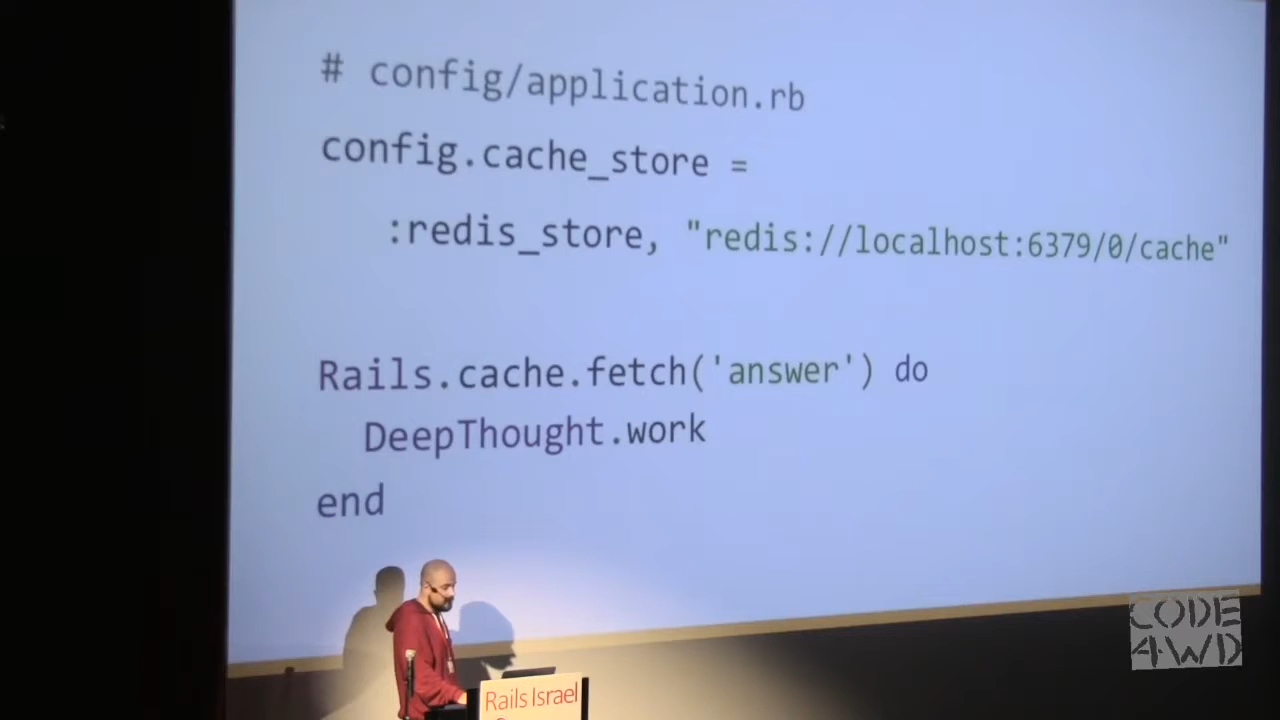 # config/application.rb
config.cache_store =
:redis_store, "redis://localhost:6379/0/cache"
Rails.cache.fetch('answer') do
DeepThought.work
end
Rails Israel
CODE
4WD